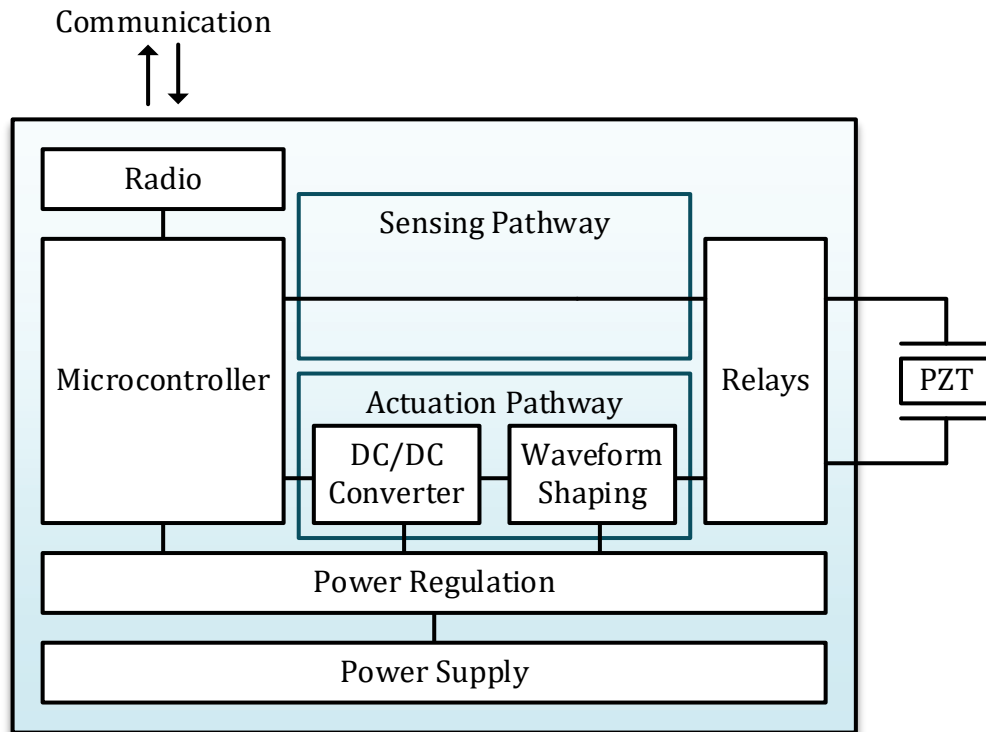 Communication
Radio
Sensing Pathway
Microcontroller
Relays
PZT
Actuation Pathway
DC/DC
Converter
Waveform
Shaping
Power Regulation
Power Supply